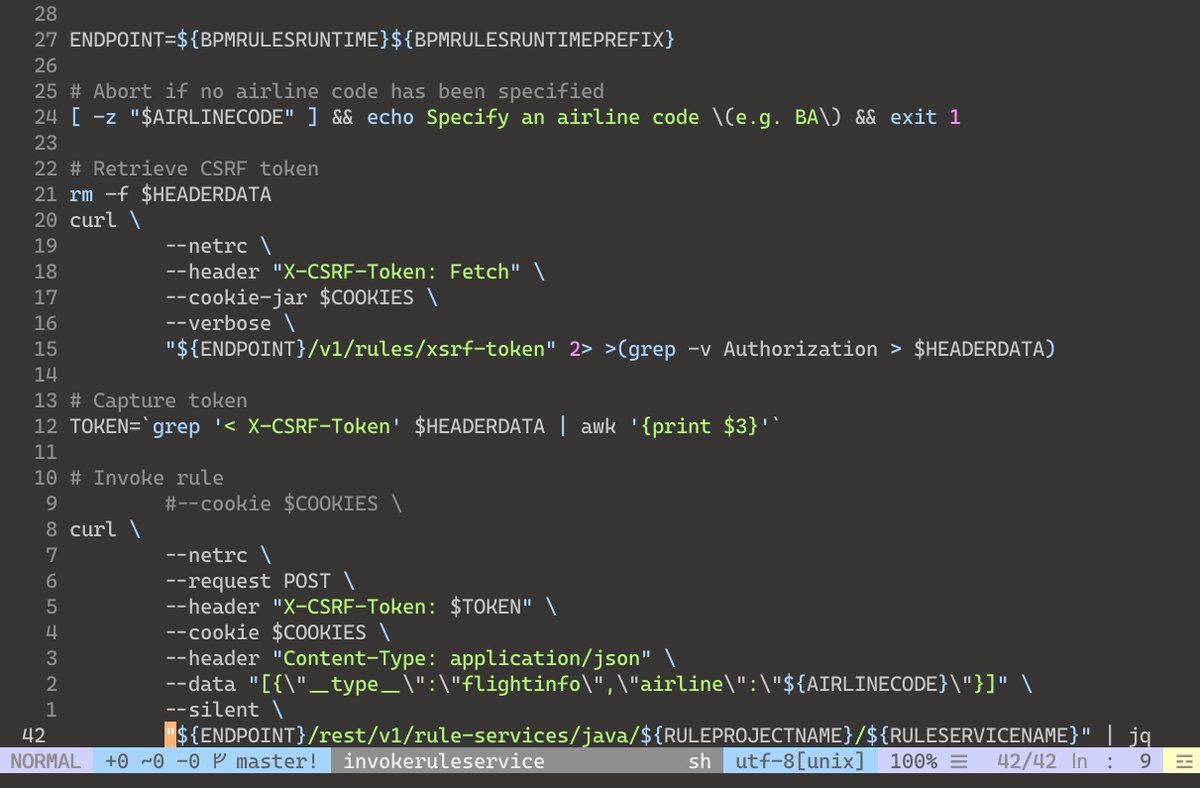 28
27 ENDPOINT=${BPMRULESRUNTIME}${BPMRULESRUNTIMEPREFIX}
26
25 # Abort if no airline code has been specified
24 [ -z "$AIRLINECODE" ] && echo Specify an airline code \(e.g. BA\) && exit 1
23
22 # Retrieve CSRF token
21 rm -f $HEADERDATA
20 curl \
19         --netrc \
18         --header "X-CSRF-Token: Fetch" \
17         --cookie-jar $COOKIES \
16         --verbose \
15         "${ENDPOINT}/v1/rules/xsrf-token" 2> >(grep -v Authorization > $HEADERDATA)
14
13 # Capture token
12 TOKEN=`grep '< X-CSRF-Token' $HEADERDATA | awk '{print $3}'`
11
10 # Invoke rule
9         #--cookie $COOKIES \
8 curl \
7         --netrc \
6         --request POST \
5         --header "X-CSRF-Token: $TOKEN" \
4         --cookie $COOKIES \
3         --header "Content-Type: application/json" \
2         --data "[{\"__type__\":\"flightinfo\",\"airline\":\"${AIRLINECODE}\"}]" \
1         --silent \
42         "${ENDPOINT}/rest/v1/rule-services/java/${RULEPROJECTNAME}/${RULESERVICENAME}" | jq
NORMAL +0 ~0 -0 master! invokeruleservice sh utf-8[unix] 100% ☰ 42/42 ln : 9